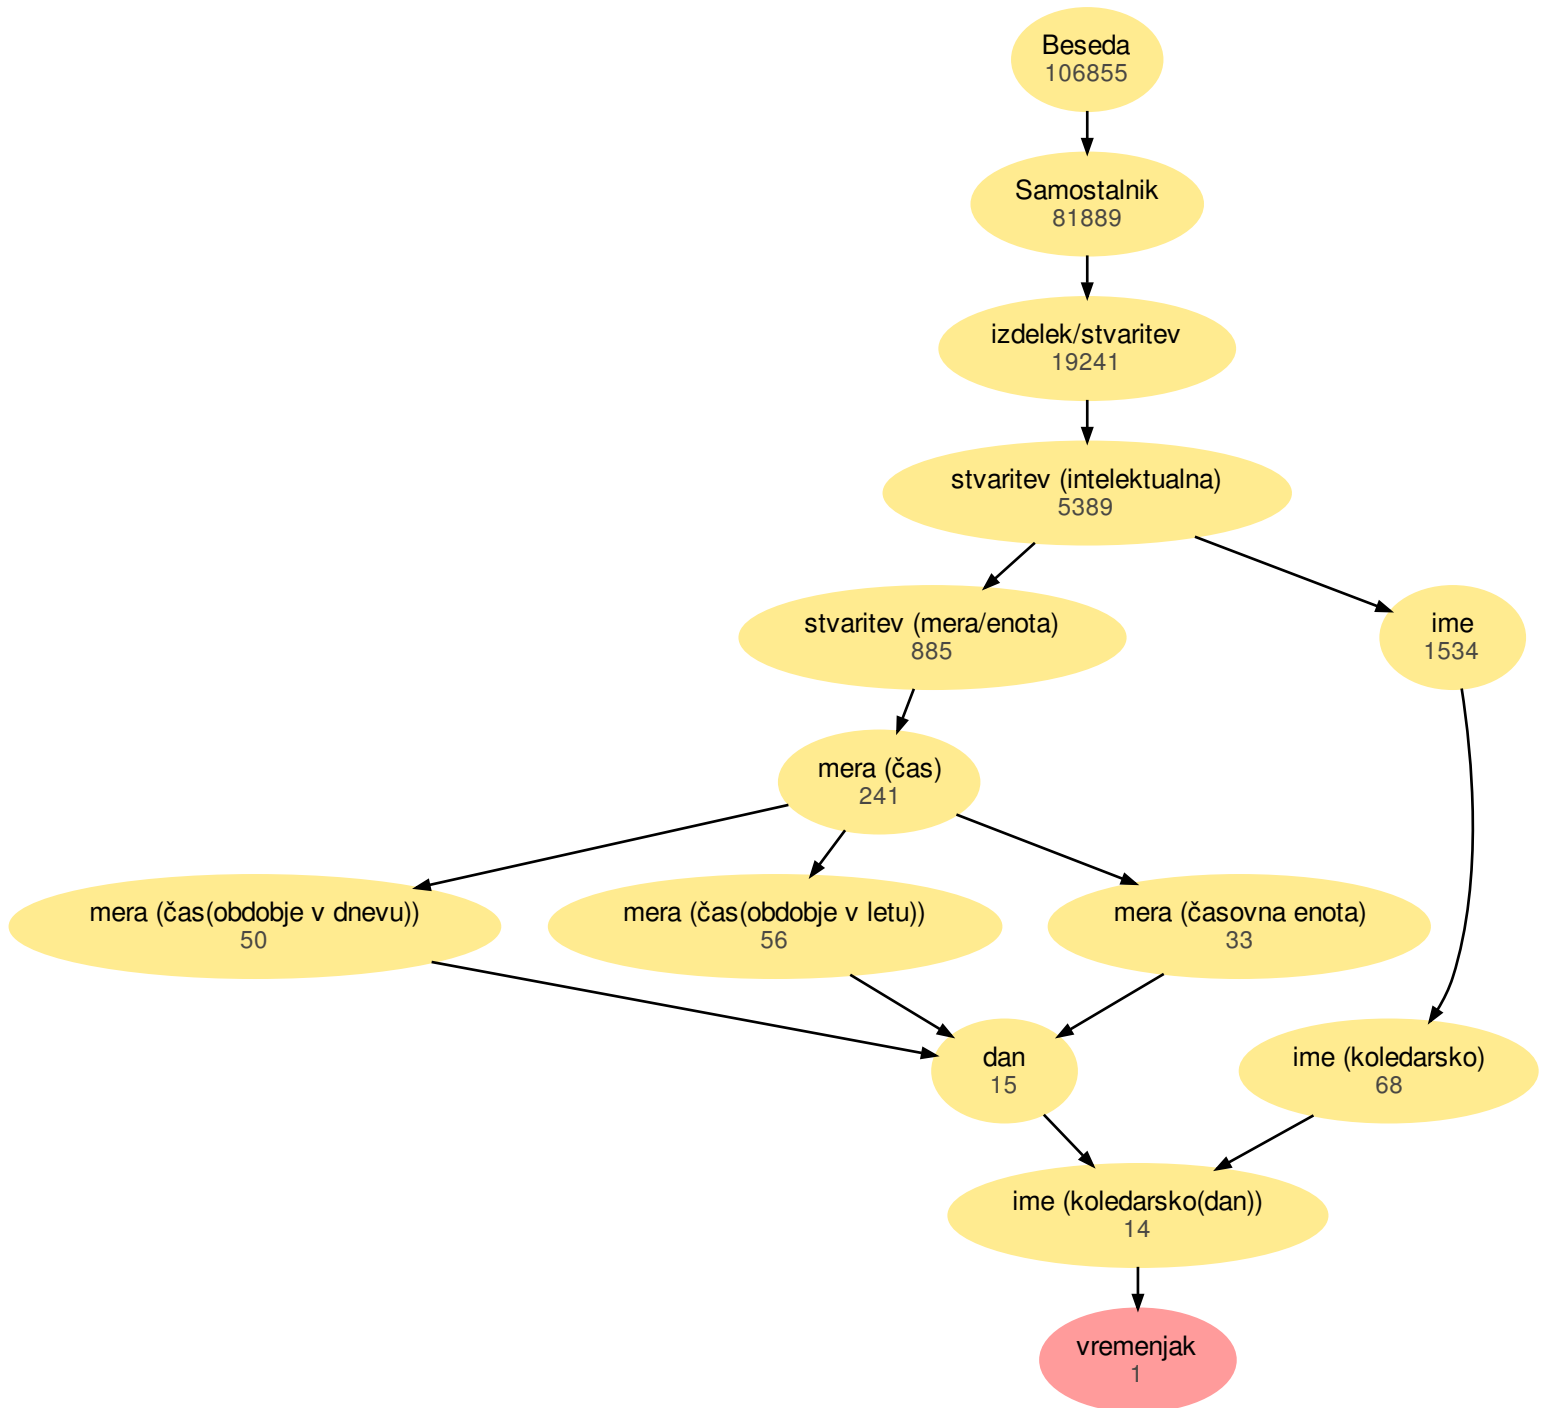 Beseda
106855
Samostalnik
81889
izdelek/stvaritev
19241
stvaritev (intelektualna)
5389
stvaritev (mera/enota)
885
ime
1534
mera (čas)
241
mera (čas(obdobje v dnevu))
50
mera (čas(obdobje v letu))
56
mera (časovna enota)
33
dan
15
ime (koledarsko)
68
ime (koledarsko(dan))
14
vremenjak
1